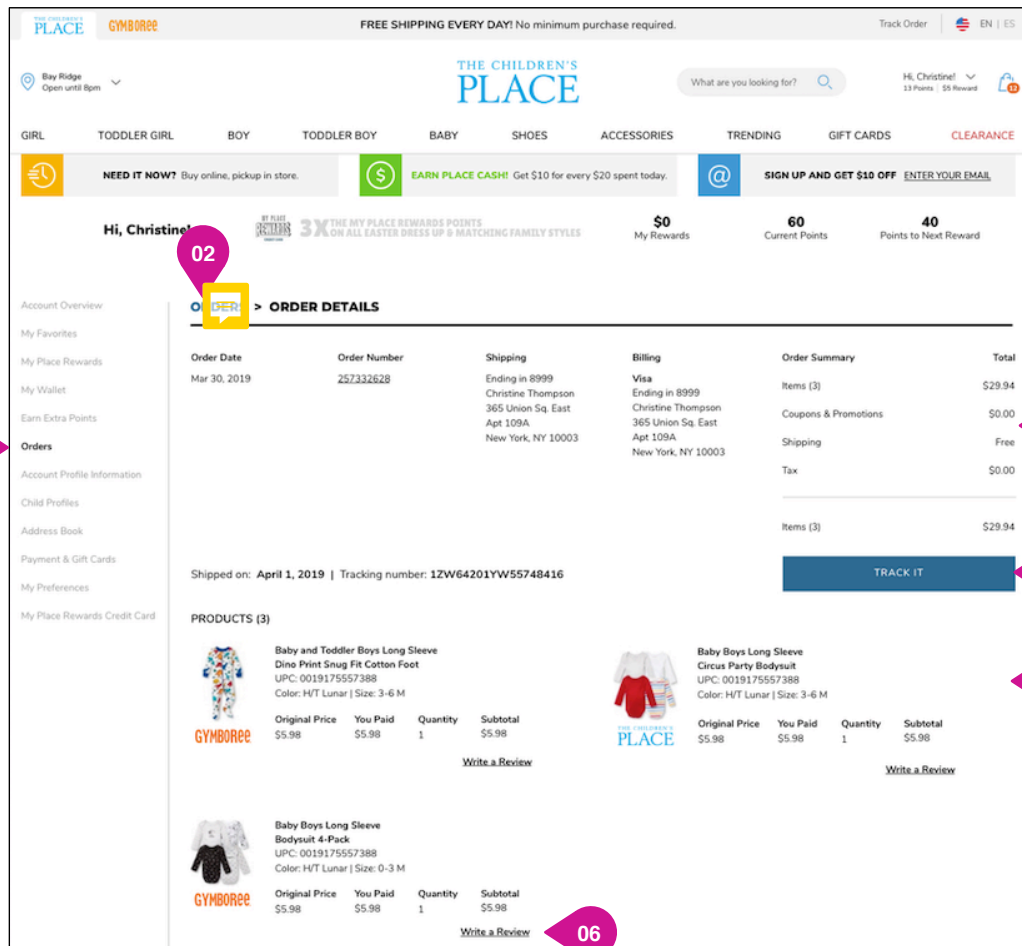 THE CHILDREN'S
PLACE
GYMBOREE
FREE SHIPPING EVERY DAY! No minimum purchase required.
Track Order
EN | ES
Bay Ridge
Open until 8pm
THE CHILDREN'S
PLACE
What are you looking for?
Hi, Christine!
13 Points | $5 Reward
12
GIRL TODDLER GIRL BOY TODDLER BOY BABY SHOES ACCESSORIES TRENDING GIFT CARDS CLEARANCE
NEED IT NOW? Buy online, pickup in store.
$ EARN PLACE CASH! Get $10 for every $20 spent today.
@ SIGN UP AND GET $10 OFF ENTER YOUR EMAIL
Hi, Christine!
MY PLACE
REWARDS
3X THE MY PLACE REWARDS POINTS
ON ALL EASTER DRESS UP & MATCHING FAMILY STYLES
$0
My Rewards
60
Current Points
40
Points to Next Reward
02
ORDERS > ORDER DETAILS
Account Overview
My Favorites
My Place Rewards
My Wallet
Earn Extra Points
Orders
Account Profile Information
Child Profiles
Address Book
Payment & Gift Cards
My Preferences
My Place Rewards Credit Card
Order Date
Mar 30, 2019
Order Number
257332628
Shipping
Ending in 8999
Christine Thompson
365 Union Sq. East
Apt 109A
New York, NY 10003
Billing
Visa
Ending in 8999
Christine Thompson
365 Union Sq. East
Apt 109A
New York, NY 10003
Order Summary Total
Items (3) $29.94
Coupons & Promotions $0.00
Shipping Free
Tax $0.00
Items (3) $29.94
Shipped on: April 1, 2019 | Tracking number: 1ZW64201YW55748416
TRACK IT
PRODUCTS (3)
Baby and Toddler Boys Long Sleeve
Dino Print Snug Fit Cotton Foot
UPC: 0019175557388
Color: H/T Lunar | Size: 3-6 M
Original Price You Paid Quantity Subtotal
$5.98 $5.98 1 $5.98
GYMBOREE
Write a Review
Baby Boys Long Sleeve
Circus Party Bodysuit
UPC: 0019175557388
Color: H/T Lunar | Size: 3-6 M
Original Price You Paid Quantity Subtotal
$5.98 $5.98 1 $5.98
THE CHILDREN'S
PLACE
Write a Review
Baby Boys Long Sleeve
Bodysuit 4-Pack
UPC: 0019175557388
Color: H/T Lunar | Size: 0-3 M
Original Price You Paid Quantity Subtotal
$5.98 $5.98 1 $5.98
GYMBOREE
Write a Review
06